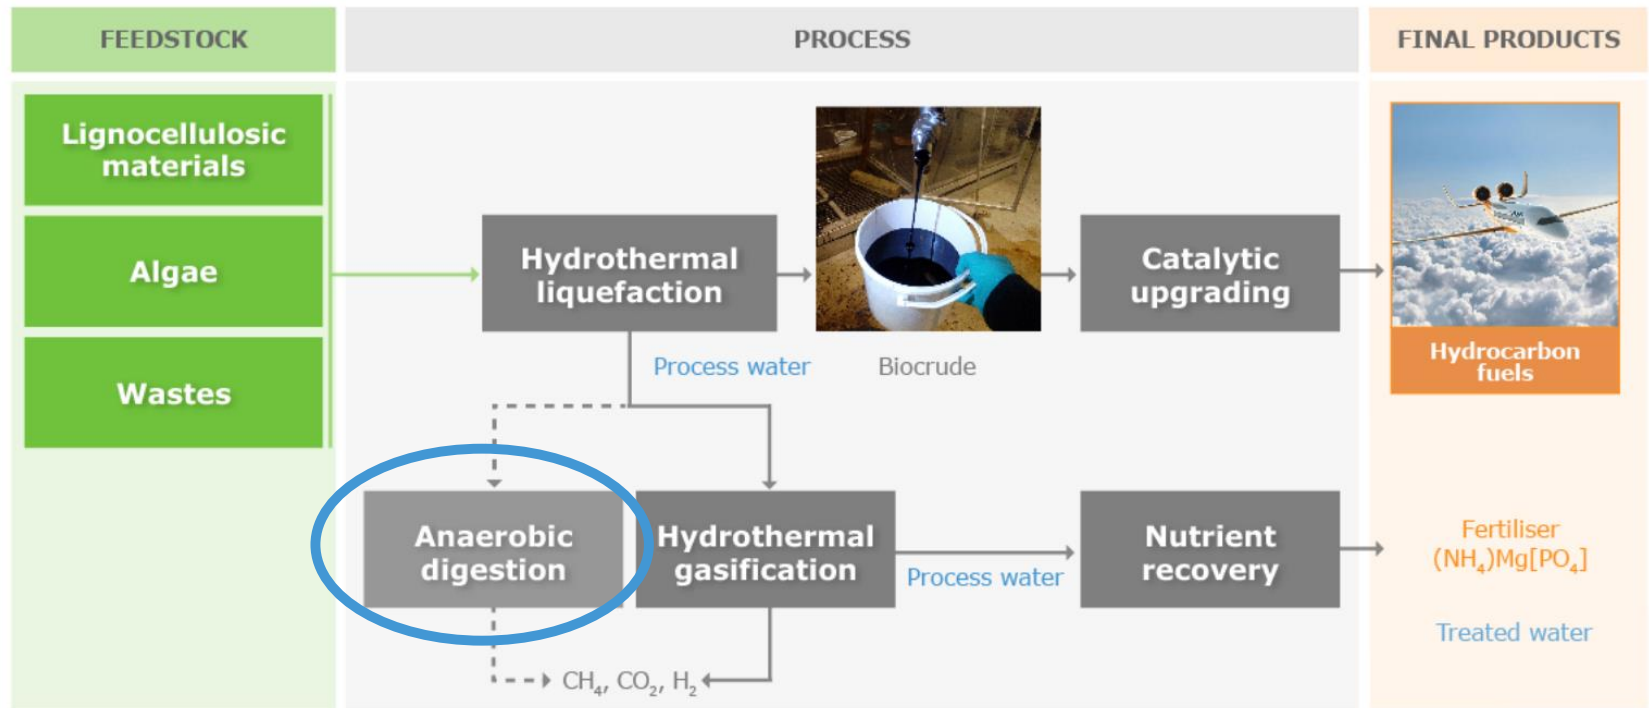 FEEDSTOCK
PROCESS
FINAL PRODUCTS
Lignocellulosic
materials
Algae
Wastes
Hydrothermal
liquefaction
Catalytic
upgrading
Process water
Biocrude
Hydrocarbon
fuels
Anaerobic
digestion
Hydrothermal
gasification
Process water
Nutrient
recovery
Fertiliser
(NH₄)Mg[PO₄]
Treated water
CH₄, CO₂, H₂